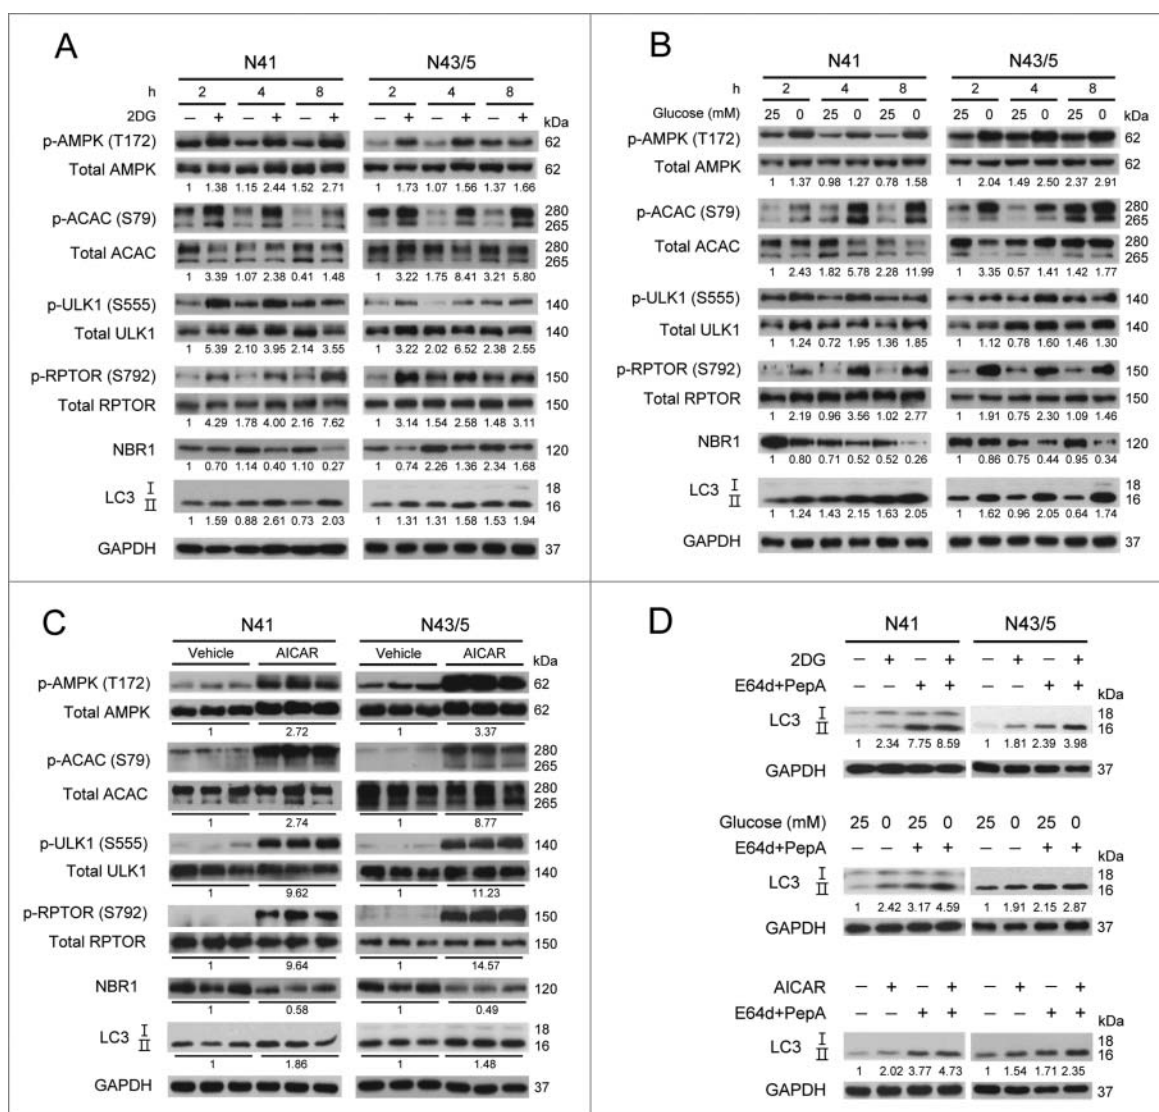 A
N41 N43/5
h 2 4 8 2 4 8
2DG – + – + – + – + – + – + kDa
p-AMPK (T172) 62
Total AMPK 62
1 1.38 1.15 2.44 1.52 2.71 1 1.73 1.07 1.56 1.37 1.66
p-ACAC (S79) 280
265
Total ACAC 280
265
1 3.39 1.07 2.38 0.41 1.48 1 3.22 1.75 8.41 3.21 5.80
p-ULK1 (S555) 140
Total ULK1 140
1 5.39 2.10 3.95 2.14 3.55 1 3.22 2.02 6.52 2.38 2.55
p-RPTOR (S792) 150
Total RPTOR 150
1 4.29 1.78 4.00 2.16 7.62 1 3.14 1.54 2.58 1.48 3.11
NBR1 120
1 0.70 1.14 0.40 1.10 0.27 1 0.74 2.26 1.36 2.34 1.68
LC3 I 18
II 16
1 1.59 0.88 2.61 0.73 2.03 1 1.31 1.31 1.58 1.53 1.94
GAPDH 37
B
N41 N43/5
h 2 4 8 2 4 8
Glucose (mM) 25 0 25 0 25 0 25 0 25 0 25 0 kDa
p-AMPK (T172) 62
Total AMPK 62
1 1.37 0.98 1.27 0.78 1.58 1 2.04 1.49 2.50 2.37 2.91
p-ACAC (S79) 280
265
Total ACAC 280
265
1 2.43 1.82 5.78 2.28 11.99 1 3.35 0.57 1.41 1.42 1.77
p-ULK1 (S555) 140
Total ULK1 140
1 1.24 0.72 1.95 1.36 1.85 1 1.12 0.78 1.60 1.46 1.30
p-RPTOR (S792) 150
Total RPTOR 150
1 2.19 0.96 3.56 1.02 2.77 1 1.91 0.75 2.30 1.09 1.46
NBR1 120
1 0.80 0.71 0.52 0.52 0.26 1 0.86 0.75 0.44 0.95 0.34
LC3 I 18
II 16
1 1.24 1.43 2.15 1.63 2.05 1 1.62 0.96 2.05 0.64 1.74
GAPDH 37
C
N41 N43/5
Vehicle AICAR Vehicle AICAR kDa
p-AMPK (T172) 62
Total AMPK 62
1 2.72 1 3.37
p-ACAC (S79) 280
265
Total ACAC 280
265
1 2.74 1 8.77
p-ULK1 (S555) 140
Total ULK1 140
1 9.62 1 11.23
p-RPTOR (S792) 150
Total RPTOR 150
1 9.64 1 14.57
NBR1 120
1 0.58 1 0.49
LC3 I 18
II 16
1 1.86 1 1.48
GAPDH 37
D
N41 N43/5
2DG – + – + – + – +
E64d+PepA – – + + – – + + kDa
LC3 I 18
II 16
1 2.34 7.75 8.59 1 1.81 2.39 3.98
GAPDH 37
Glucose (mM) 25 0 25 0 25 0 25 0
E64d+PepA – – + + – – + + kDa
LC3 I 18
II 16
1 2.42 3.17 4.59 1 1.91 2.15 2.87
GAPDH 37
AICAR – + – + – + – +
E64d+PepA – – + + – – + + kDa
LC3 I 18
II 16
1 2.02 3.77 4.73 1 1.54 1.71 2.35
GAPDH 37